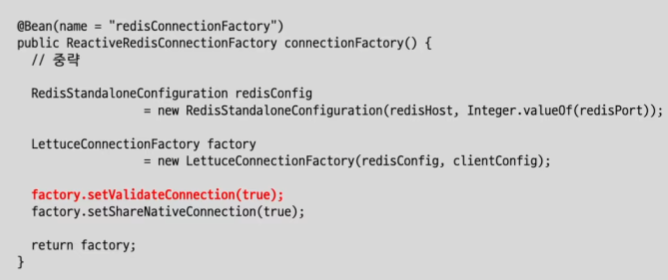 @Bean(name = "redisConnectionFactory")
public ReactiveRedisConnectionFactory connectionFactory() {
// 중략
RedisStandaloneConfiguration redisConfig
= new RedisStandaloneConfiguration(redisHost, Integer.valueOf(redisPort));
LettuceConnectionFactory factory
= new LettuceConnectionFactory(redisConfig, clientConfig);
factory.setValidateConnection(true);
factory.setShareNativeConnection(true);
return factory;
}